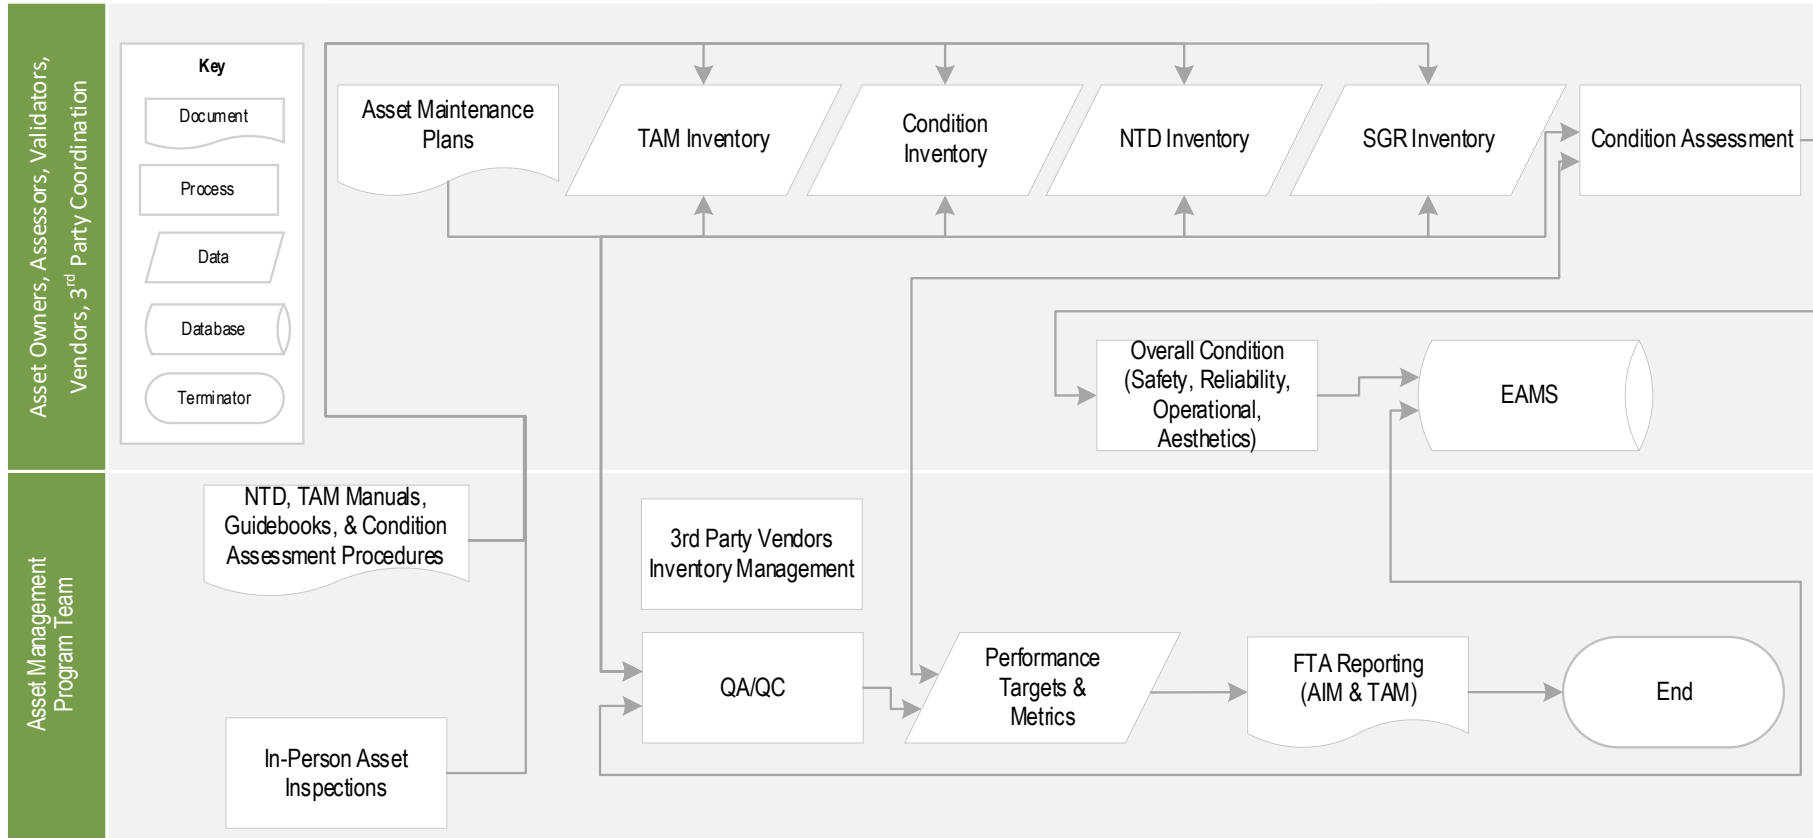 Asset Owners, Assessors, Validators,
Vendors, 3rd Party Coordination
Key
Document
Process
Data
Database
Terminator
Asset Maintenance
Plans
TAM Inventory
Condition
Inventory
NTD Inventory
SGR Inventory
Condition Assessment
Overall Condition
(Safety, Reliability,
Operational,
Aesthetics)
EAMS
Asset Management
Program Team
NTD, TAM Manuals,
Guidebooks, & Condition
Assessment Procedures
3rd Party Vendors
Inventory Management
In-Person Asset
Inspections
QA/QC
Performance
Targets &
Metrics
FTA Reporting
(AIM & TAM)
End